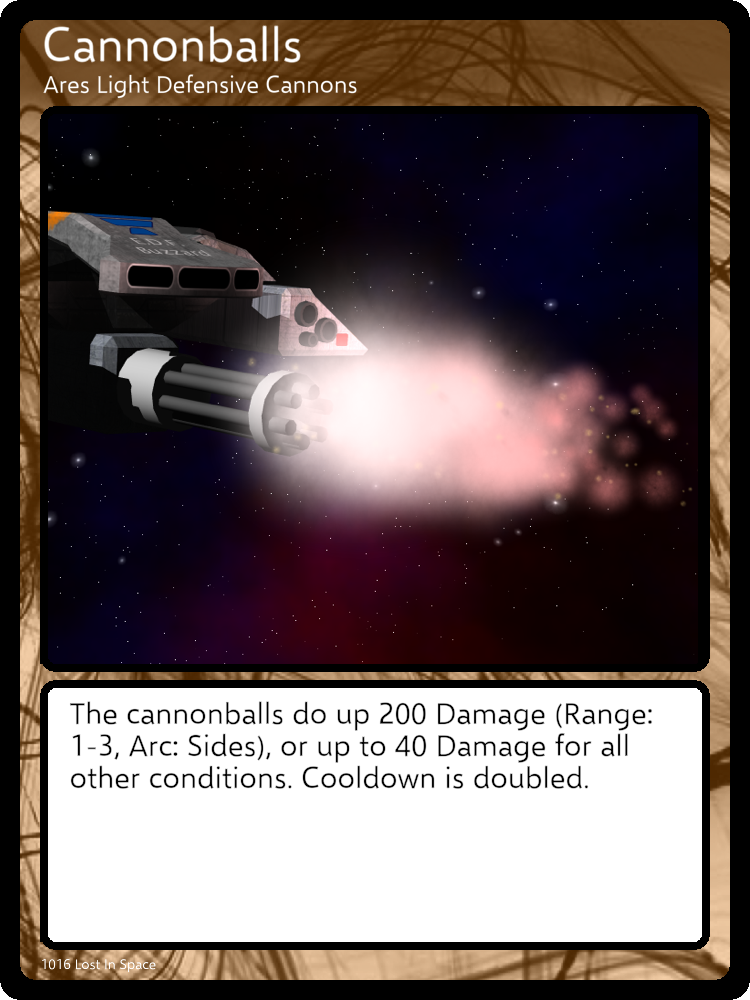 Cannonballs
Ares Light Defensive Cannons
E.D.F.
Buzzard
The cannonballs do up 200 Damage (Range:
1-3, Arc: Sides), or up to 40 Damage for all
other conditions. Cooldown is doubled.
1016 Lost In Space